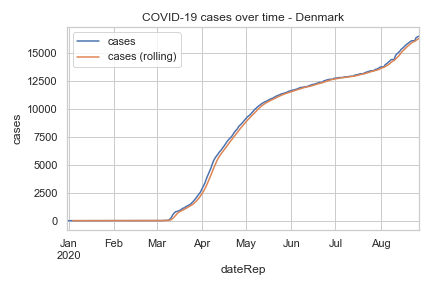 COVID-19 cases over time - Denmark
cases
cases (rolling)
15000
12500
10000
7500
5000
2500
0
cases
Jan Feb Mar Apr May Jun Jul Aug
2020
dateRep